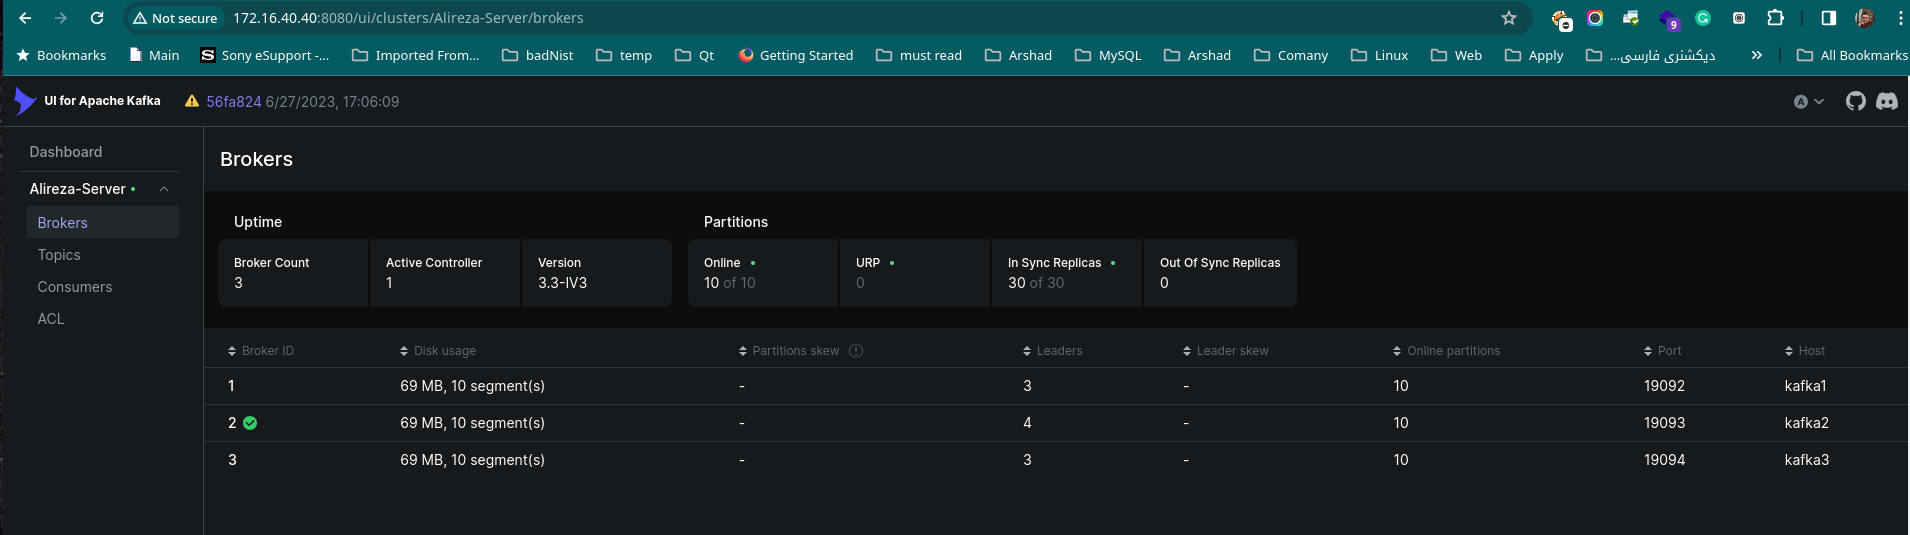 Not secure 172.16.40.40:8080/ui/clusters/Alireza-Server/brokers
9
Bookmarks Main Sony eSupport -... Imported From... badNist temp Qt Getting Started must read Arshad MySQL Arshad Comany Linux Web Apply دیکشنری فارسی... » All Bookmarks
UI for Apache Kafka 56fa824 6/27/2023, 17:06:09 A
Dashboard
Alireza-Server
Brokers
Topics
Consumers
ACL
Brokers
Uptime Partitions
Broker Count Active Controller Version Online URP In Sync Replicas Out Of Sync Replicas
3 1 3.3-IV3 10 of 10 0 30 of 30 0
Broker ID Disk usage Partitions skew Leaders Leader skew Online partitions Port Host
1 69 MB, 10 segment(s) - 3 - 10 19092 kafka1
2 69 MB, 10 segment(s) - 4 - 10 19093 kafka2
3 69 MB, 10 segment(s) - 3 - 10 19094 kafka3